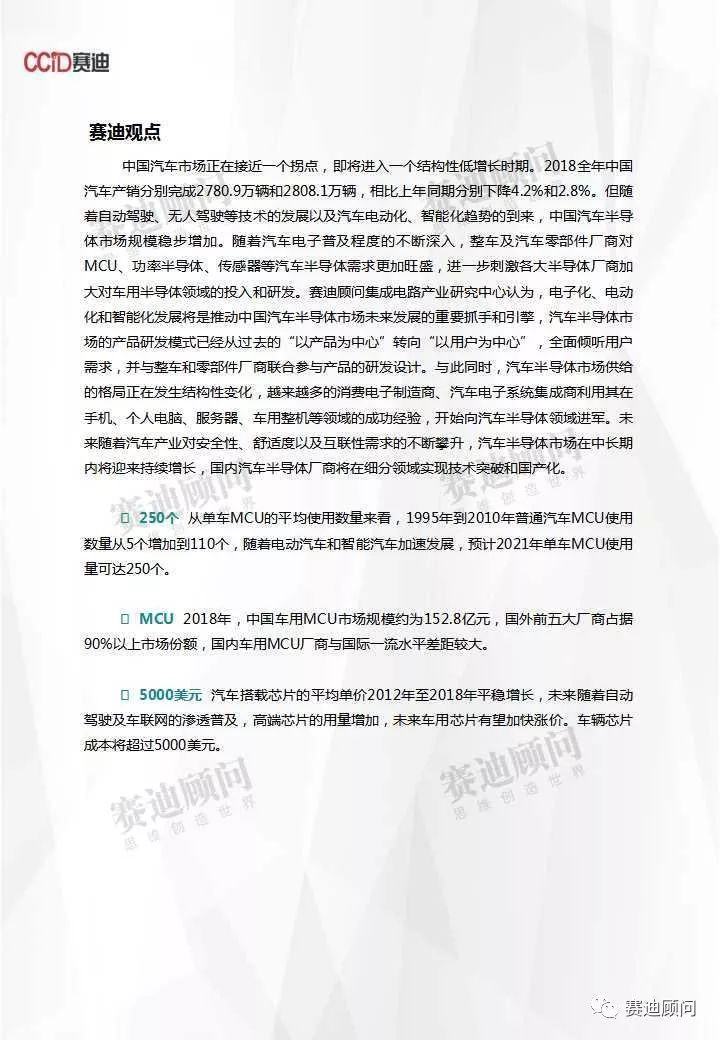 CCID赛迪
赛迪观点
中国汽车市场正在接近一个拐点，即将进入一个结构性低增长时期。2018全年中国
汽车产销分别完成2780.9万辆和2808.1万辆，相比上年同期分别下降4.2%和2.8%。但随
着自动驾驶、无人驾驶等技术的发展以及汽车电动化、智能化趋势的到来，中国汽车半导
体市场规模稳步增加。随着汽车电子普及程度的不断深入，整车及汽车零部件厂商对
MCU、功率半导体、传感器等汽车半导体需求更加旺盛，进一步刺激各大半导体厂商加
大对车用半导体领域的投入和研发。赛迪顾问集成电路产业研究中心认为，电子化、电动
化和智能化发展将是推动中国汽车半导体市场未来发展的重要抓手和引擎，汽车半导体市
场的产品研发模式已经从过去的“以产品为中心”转向“以用户为中心”，全面倾听用户
需求，并与整车和零部件厂商联合参与产品的研发设计。与此同时，汽车半导体市场供给
的格局正在发生结构性变化，越来越多的消费电子制造商、汽车电子系统集成商利用其在
手机、个人电脑、服务器、车用整机等领域的成功经验，开始向汽车半导体领域进军。未
来随着汽车产业对安全性、舒适度以及互联性需求的不断攀升，汽车半导体市场在中长期
内将迎来持续增长，国内汽车半导体厂商将在细分领域实现技术突破和国产化。
250个 从单车MCU的平均使用数量来看，1995年到2010年普通汽车MCU使用
数量从5个增加到110个，随着电动汽车和智能汽车加速发展，预计2021年单车MCU使用
量可达250个。
MCU 2018年，中国车用MCU市场规模约为152.8亿元，国外前五大厂商占据
90%以上市场份额，国内车用MCU厂商与国际一流水平差距较大。
5000美元 汽车搭载芯片的平均单价2012年至2018年平稳增长，未来随着自动
驾驶及车联网的渗透普及，高端芯片的用量增加，未来车用芯片有望加快涨价。车辆芯片
成本将超过5000美元。
赛迪顾问
思维创造世界
赛迪顾问
思维创造世界
赛迪顾问
思维创造世界
赛迪顾问
思维创造世界
赛迪顾问
思维创造世界
赛迪顾问
思维创造世界
赛迪顾问